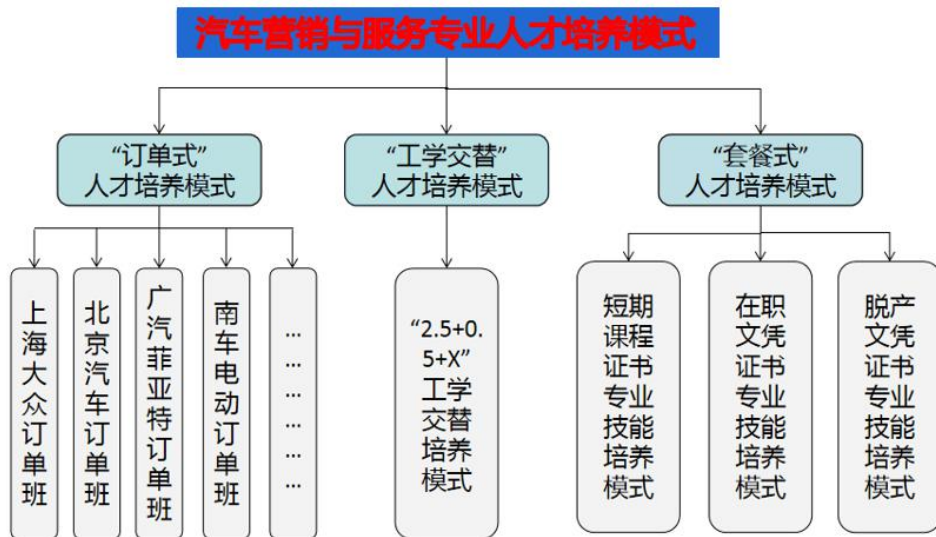 汽车营销与服务专业人才培养模式
“订单式”
人才培养模式
“工学交替”
人才培养模式
“套餐式”
人才培养模式
上海大众订单班
北京汽车订单班
广汽菲亚特订单班
南车电动订单班
...
...
...
...
...
...
“2.5+0.
5+X”
工学
交替
培养
模式
短期
课程
证书
专业
技能
培养
模式
在职
文凭
证书
专业
技能
培养
模式
脱产
文凭
证书
专业
技能
培养
模式